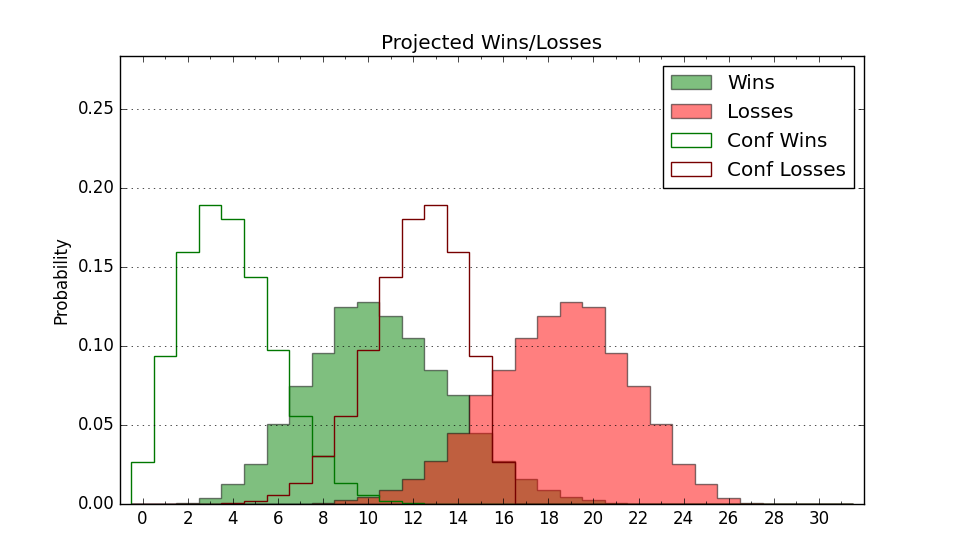 Projected Wins/Losses
Wins
Losses
Conf Wins
Conf Losses
Probability
0.25
0.20
0.15
0.10
0.05
0.00
0 2 4 6 8 10 12 14 16 18 20 22 24 26 28 30